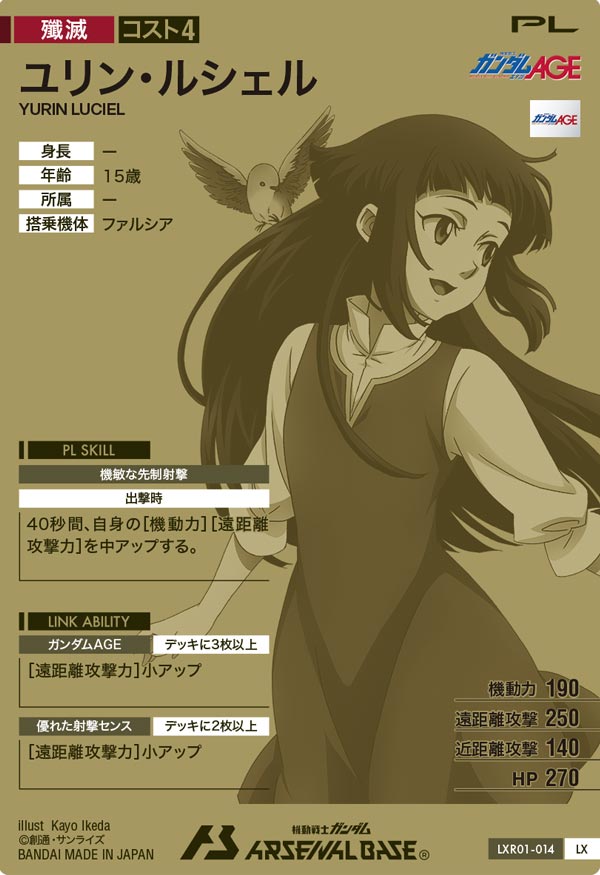 殲滅 コスト4 PL
ユリン・ルシェル
YURIN LUCIEL
ガンダムAGE
ガンダムAGE
身長 ー
年齢 15歳
所属 ー
搭乗機体 ファルシア
PL SKILL
機敏な先制射撃
出撃時
40秒間、自身の[機動力][遠距離
攻撃力]を中アップする。
LINK ABILITY
ガンダムAGE デッキに3枚以上
[遠距離攻撃力]小アップ
優れた射撃センス デッキに2枚以上
[遠距離攻撃力]小アップ
機動力 190
遠距離攻撃 250
近距離攻撃 140
HP 270
illust Kayo Ikeda
©創通・サンライズ
BANDAI MADE IN JAPAN
機動戦士ガンダム
AB ARSENAL BASE®
LXR01-014 LX